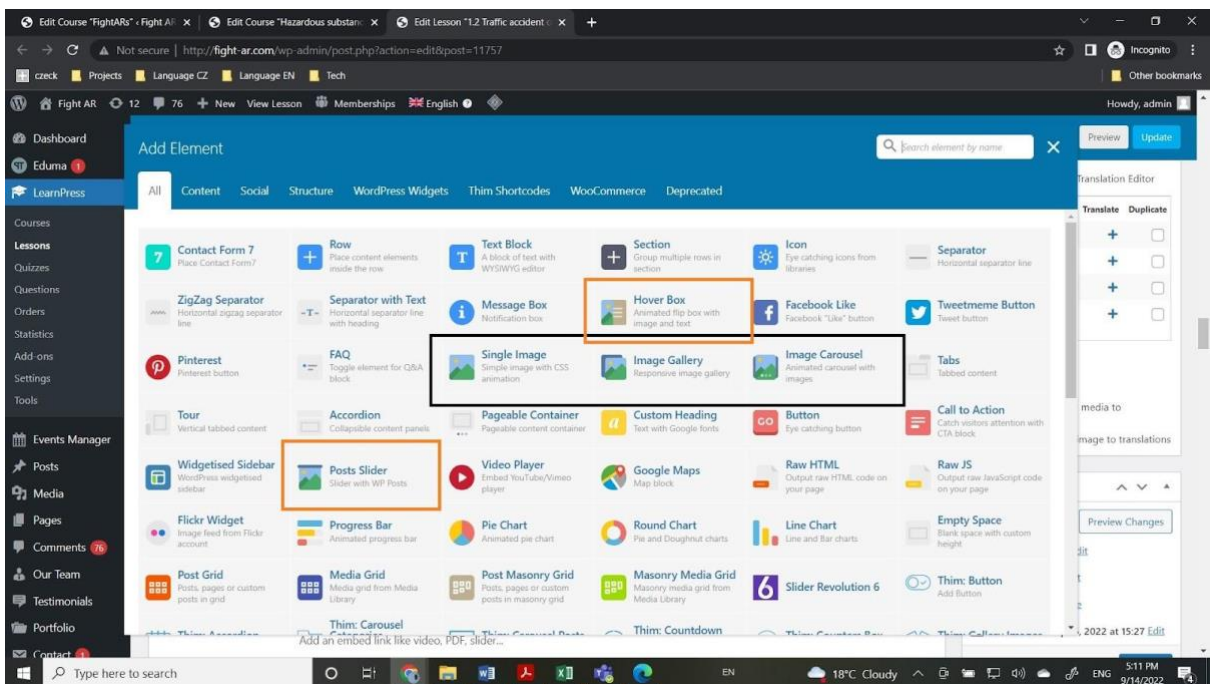 Edit Course "FightARs" ‹ Fight AR
Edit Course "Hazardous substanc
Edit Lesson "1.2 Traffic accident
Not secure | http://fight-ar.com/wp-admin/post.php?action=edit&post=11757
Incognito
czeck Projects Language CZ Language EN Tech
Other bookmarks
Fight AR 12 76 + New View Lesson Memberships English
Howdy, admin
Dashboard
Eduma 1
LearnPress
Courses
Lessons
Quizzes
Questions
Orders
Statistics
Add-ons
Settings
Tools
Events Manager
Posts
Media
Pages
Comments 76
Our Team
Testimonials
Portfolio
Contact 1
Add Element
Search element by name
All Content Social Structure WordPress Widgets Thim Shortcodes WooCommerce Deprecated
Contact Form 7
Place Contact Form7
Row
Place content elements
inside the row
Text Block
A block of text with
WYSIWYG editor
Section
Group multiple rows in
section
Icon
Eye catching icons from
libraries
Separator
Horizontal separator line
ZigZag Separator
Horizontal zigzag separator
line
Separator with Text
Horizontal separator line
with heading
Message Box
Notification box
Hover Box
Animated flip box with
image and text
Facebook Like
Facebook "Like" button
Tweetmeme Button
Tweet button
Pinterest
Pinterest button
FAQ
Toggle element for Q&A
block
Single Image
Simple image with CSS
animation
Image Gallery
Responsive image gallery
Image Carousel
Animated carousel with
images
Tabs
Tabbed content
Tour
Vertical tabbed content
Accordion
Collapsible content panels
Pageable Container
Pageable content container
Custom Heading
Text with Google fonts
Button
Eye catching button
Call to Action
Catch visitors attention with
CTA block
Widgetised Sidebar
WordPress widgetised
sidebar
Posts Slider
Slider with WP Posts
Video Player
Embed YouTube/Vimeo
player
Google Maps
Map block
Raw HTML
Output raw HTML code on
your page
Raw JS
Output raw JavaScript code
on your page
Flickr Widget
Image feed from Flickr
account
Progress Bar
Animated progress bar
Pie Chart
Animated pie chart
Round Chart
Pie and Doughnut charts
Line Chart
Line and Bar charts
Empty Space
Blank space with custom
height
Post Grid
Posts, pages or custom
posts in grid
Media Grid
Media grid from Media
Library
Post Masonry Grid
Posts, pages or custom
posts in masonry grid
Masonry Media Grid
Masonry media grid from
Media Library
Slider Revolution 6
Thim: Button
Add Button
Thim: Accordion
Thim: Carousel
Categories
Thim: Carousel Posts
Thim: Countdown
Thim: Counters Box
Thim: Gallery Images
Add an embed link like video, PDF, slider...
Preview Update
Translation Editor
Translate Duplicate
media to
image to translations
Preview Changes
, 2022 at 15:27 Edit
Type here to search
EN
18°C Cloudy
ENG
5:11 PM
9/14/2022
4